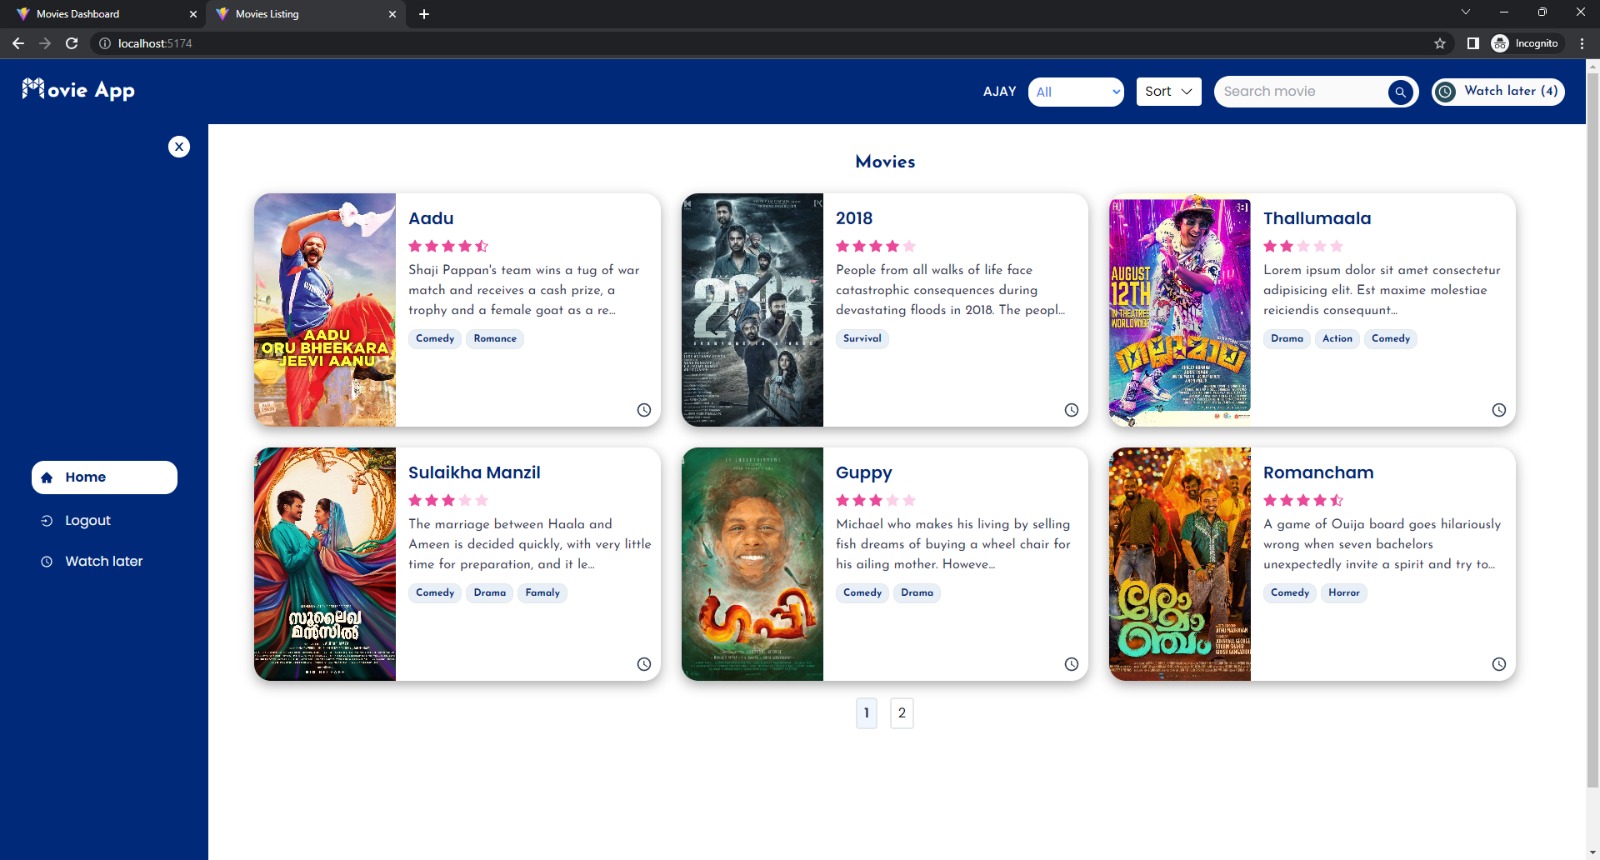 Movies Dashboard
Movies Listing
localhost:5174
Incognito
Movie App
AJAY
All
Sort
Search movie
Watch later (4)
X
Home
Logout
Watch later
Movies
AADU
ORU BHEEKARA
JEEVI AANU
Aadu
Shaji Pappan's team wins a tug of war
match and receives a cash prize, a
trophy and a female goat as a re...
Comedy Romance
2018
2018
People from all walks of life face
catastrophic consequences during
devastating floods in 2018. The peopl...
Survival
AUGUST
12TH
IN THEATRES
WORLDWIDE
തല്ലുമാല
Thallumaala
Lorem ipsum dolor sit amet consectetur
adipisicing elit. Est maxime molestiae
reiciendis consequunt...
Drama Action Comedy
സുലൈഖ
മൻസിൽ
Sulaikha Manzil
The marriage between Haala and
Ameen is decided quickly, with very little
time for preparation, and it le...
Comedy Drama Famaly
ഗപ്പി
Guppy
Michael who makes his living by selling
fish dreams of buying a wheel chair for
his ailing mother. Howeve...
Comedy Drama
രോമാഞ്ചം
Romancham
A game of Ouija board goes hilariously
wrong when seven bachelors
unexpectedly invite a spirit and try to...
Comedy Horror
1 2